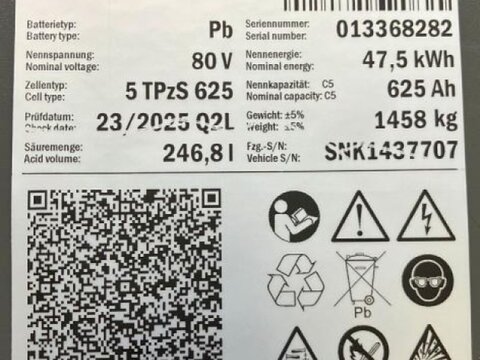 Batterietyp: Pb Seriennummer: 013368282
Battery type: Serial number:
Nennspannung: 80 V Nennenergie: 47,5 kWh
Nominal voltage: Nominal energy:
Zellentyp: 5 TPzS 625 Nennkapazität: C5 625 Ah
Cell type: Nominal capacity: C5
Prüfdatum: 23/2025 Q2L Gewicht: ±5% 1458 kg
Check date: Weight: ±5%
Säuremenge: 246,8 l Fzg.-S/N: SNK1437707
Acid volume: Vehicle S/N:
Pb